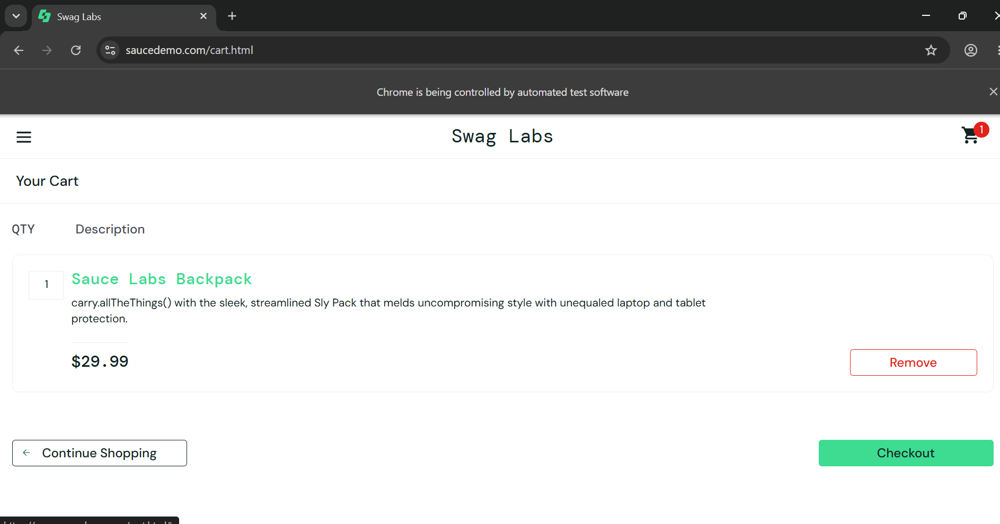 Swag Labs
saucedemo.com/cart.html
Chrome is being controlled by automated test software
Swag Labs
1
Your Cart
QTY Description
1
Sauce Labs Backpack
carry.allTheThings() with the sleek, streamlined Sly Pack that melds uncompromising style with unequaled laptop and tablet
protection.
$29.99
Remove
Continue Shopping
Checkout